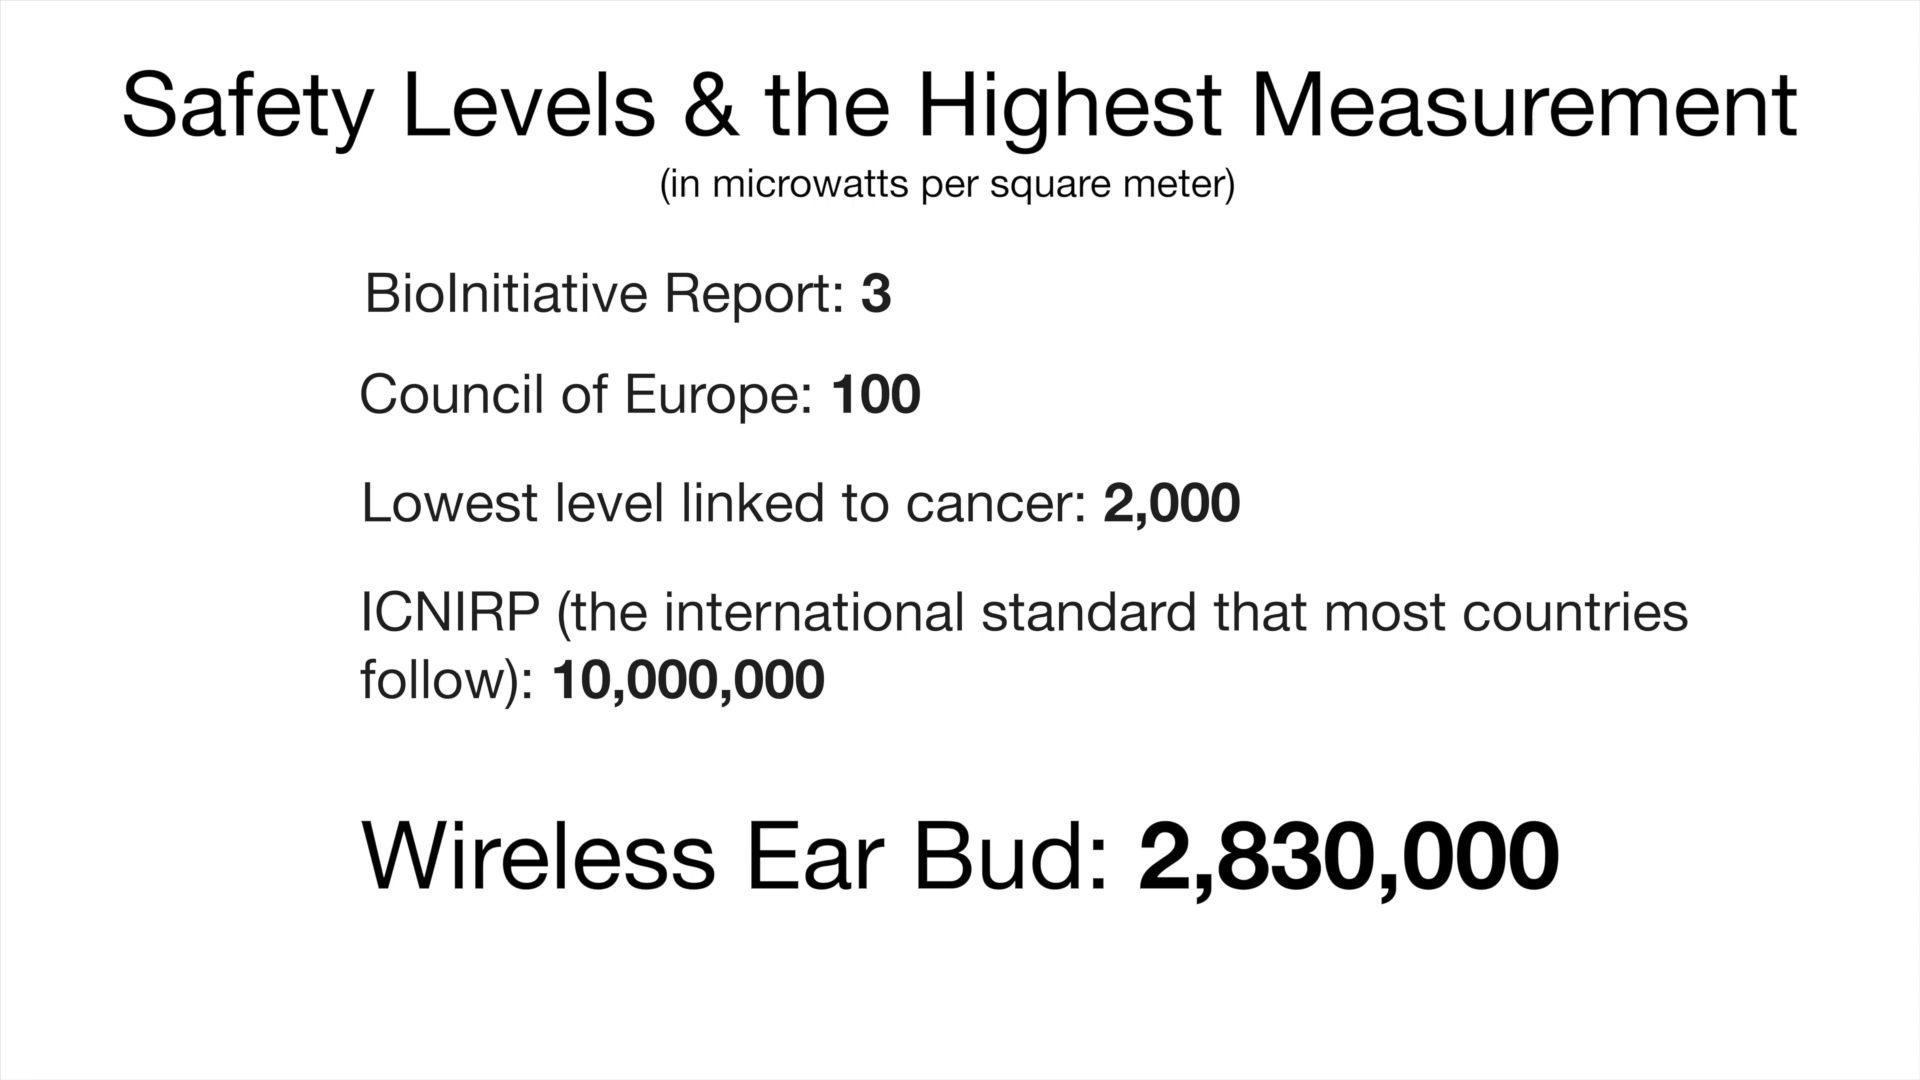 Safety Levels & the Highest Measurement
(in microwatts per square meter)
BioInitiative Report: 3
Council of Europe: 100
Lowest level linked to cancer: 2,000
ICNIRP (the international standard that most countries
follow): 10,000,000
Wireless Ear Bud: 2,830,000